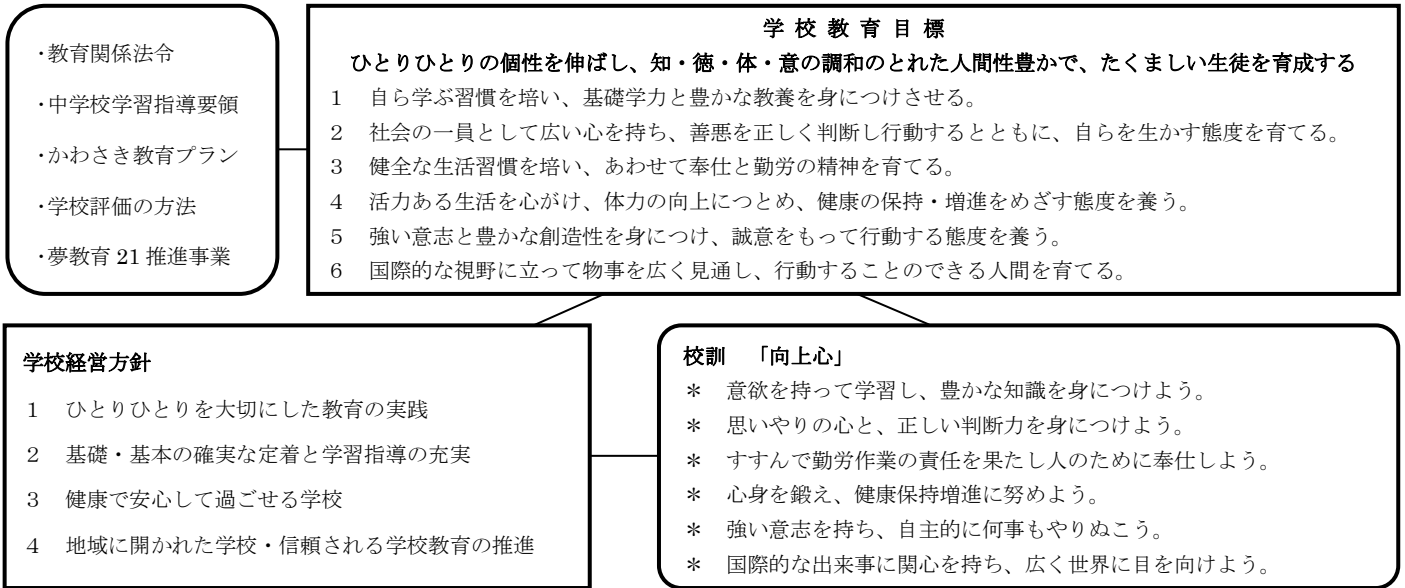 ・教育関係法令
・中学校学習指導要領
・かわさき教育プラン
・学校評価の方法
・夢教育 21 推進事業
学 校 教 育 目 標
ひとりひとりの個性を伸ばし、知・徳・体・意の調和のとれた人間性豊かで、たくましい生徒を育成する
1 自ら学ぶ習慣を培い、基礎学力と豊かな教養を身につけさせる。
2 社会の一員として広い心を持ち、善悪を正しく判断し行動するとともに、自らを生かす態度を育てる。
3 健全な生活習慣を培い、あわせて奉仕と勤労の精神を育てる。
4 活力ある生活を心がけ、体力の向上につとめ、健康の保持・増進をめざす態度を養う。
5 強い意志と豊かな創造性を身につけ、誠意をもって行動する態度を養う。
6 国際的な視野に立って物事を広く見通し、行動することのできる人間を育てる。
学校経営方針
1 ひとりひとりを大切にした教育の実践
2 基礎・基本の確実な定着と学習指導の充実
3 健康で安心して過ごせる学校
4 地域に開かれた学校・信頼される学校教育の推進
校訓 「向上心」
＊ 意欲を持って学習し、豊かな知識を身につけよう。
＊ 思いやりの心と、正しい判断力を身につけよう。
＊ すすんで勤労作業の責任を果たし人のために奉仕しよう。
＊ 心身を鍛え、健康保持増進に努めよう。
＊ 強い意志を持ち、自主的に何事もやりぬこう。
＊ 国際的な出来事に関心を持ち、広く世界に目を向けよう。